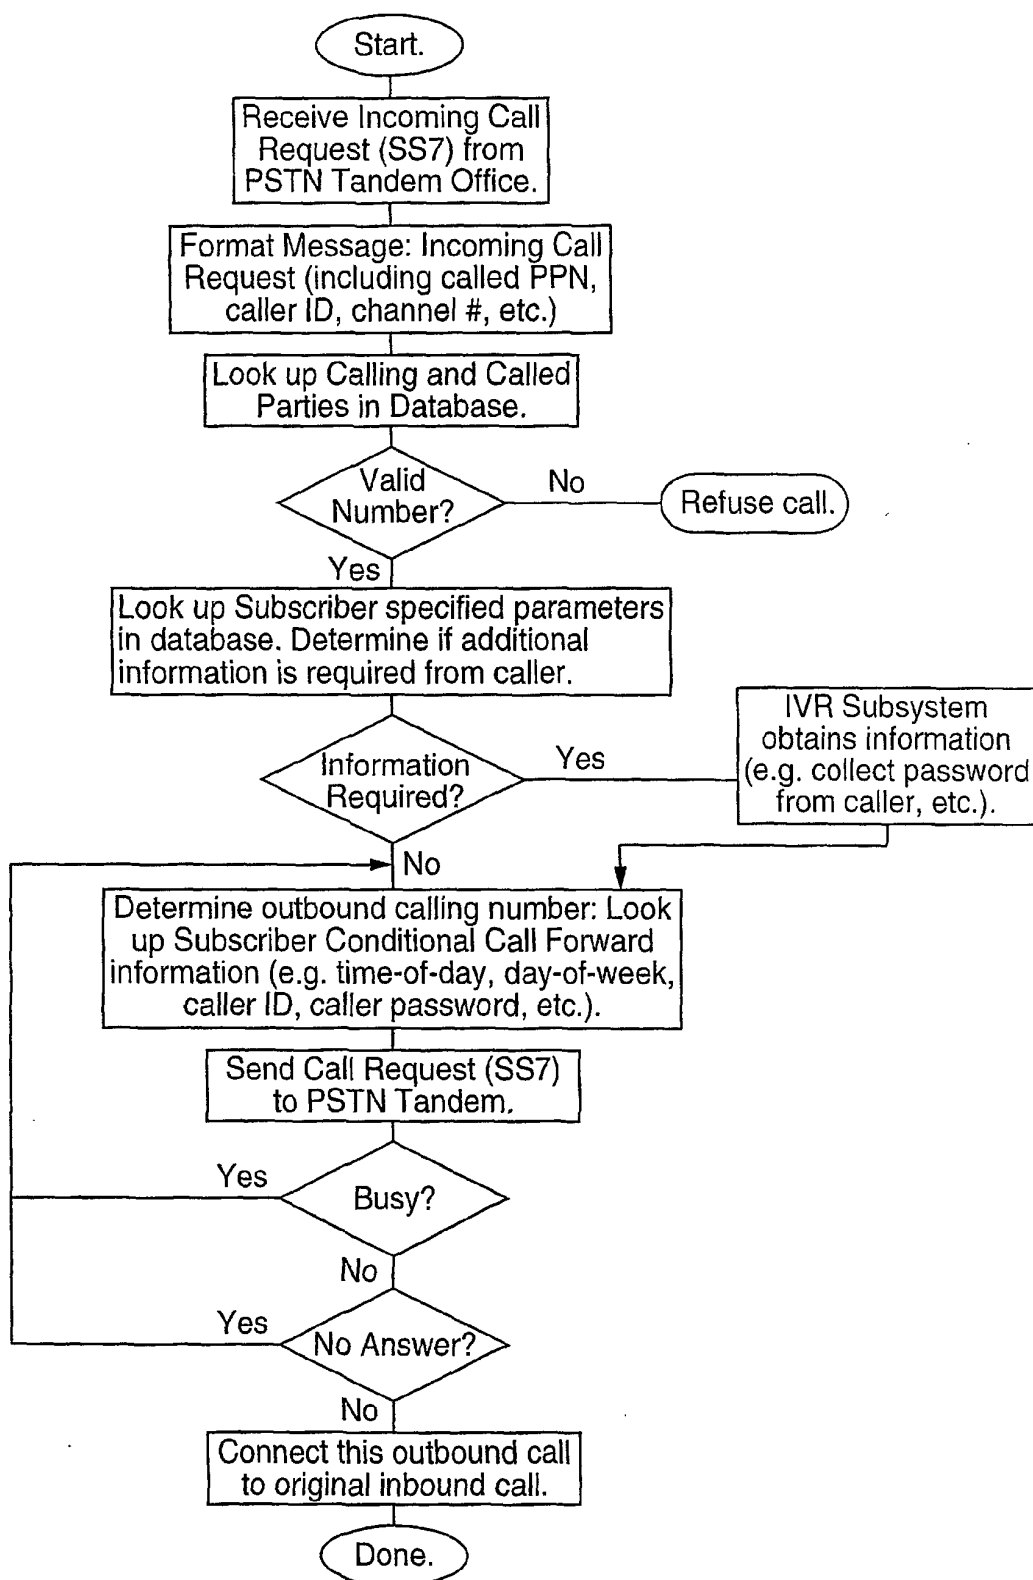 Start.
Receive Incoming Call
Request (SS7) from
PSTN Tandem Office.
Format Message: Incoming Call
Request (including called PPN,
caller ID, channel #, etc.)
Look up Calling and Called
Parties in Database.
Valid
Number?
No
Refuse call.
Yes
Look up Subscriber specified parameters
in database. Determine if additional
information is required from caller.
Information
Required?
Yes
IVR Subsystem
obtains information
(e.g. collect password
from caller, etc.).
No
Determine outbound calling number: Look
up Subscriber Conditional Call Forward
information (e.g. time-of-day, day-of-week,
caller ID, caller password, etc.).
Send Call Request (SS7)
to PSTN Tandem.
Yes
Busy?
No
Yes
No Answer?
No
Connect this outbound call
to original inbound call.
Done.